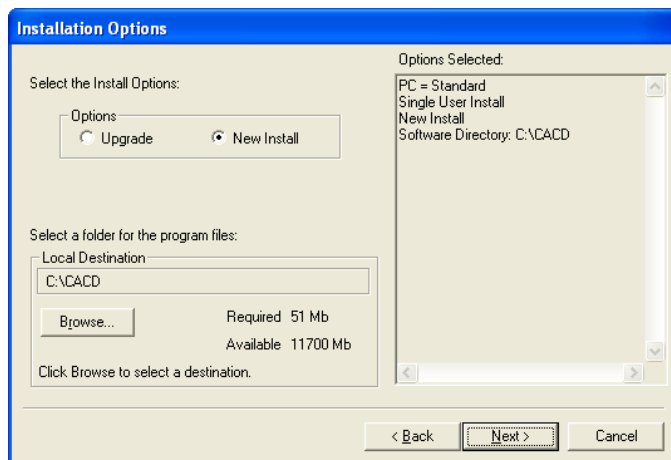 Installation Options
Options Selected:
Select the Install Options:
Options
Upgrade
New Install
PC = Standard
Single User Install
New Install
Software Directory: C:\CACD
Select a folder for the program files:
Local Destination
C:\CACD
Browse...
Required 51 Mb
Available 11700 Mb
Click Browse to select a destination.
< Back
Next >
Cancel